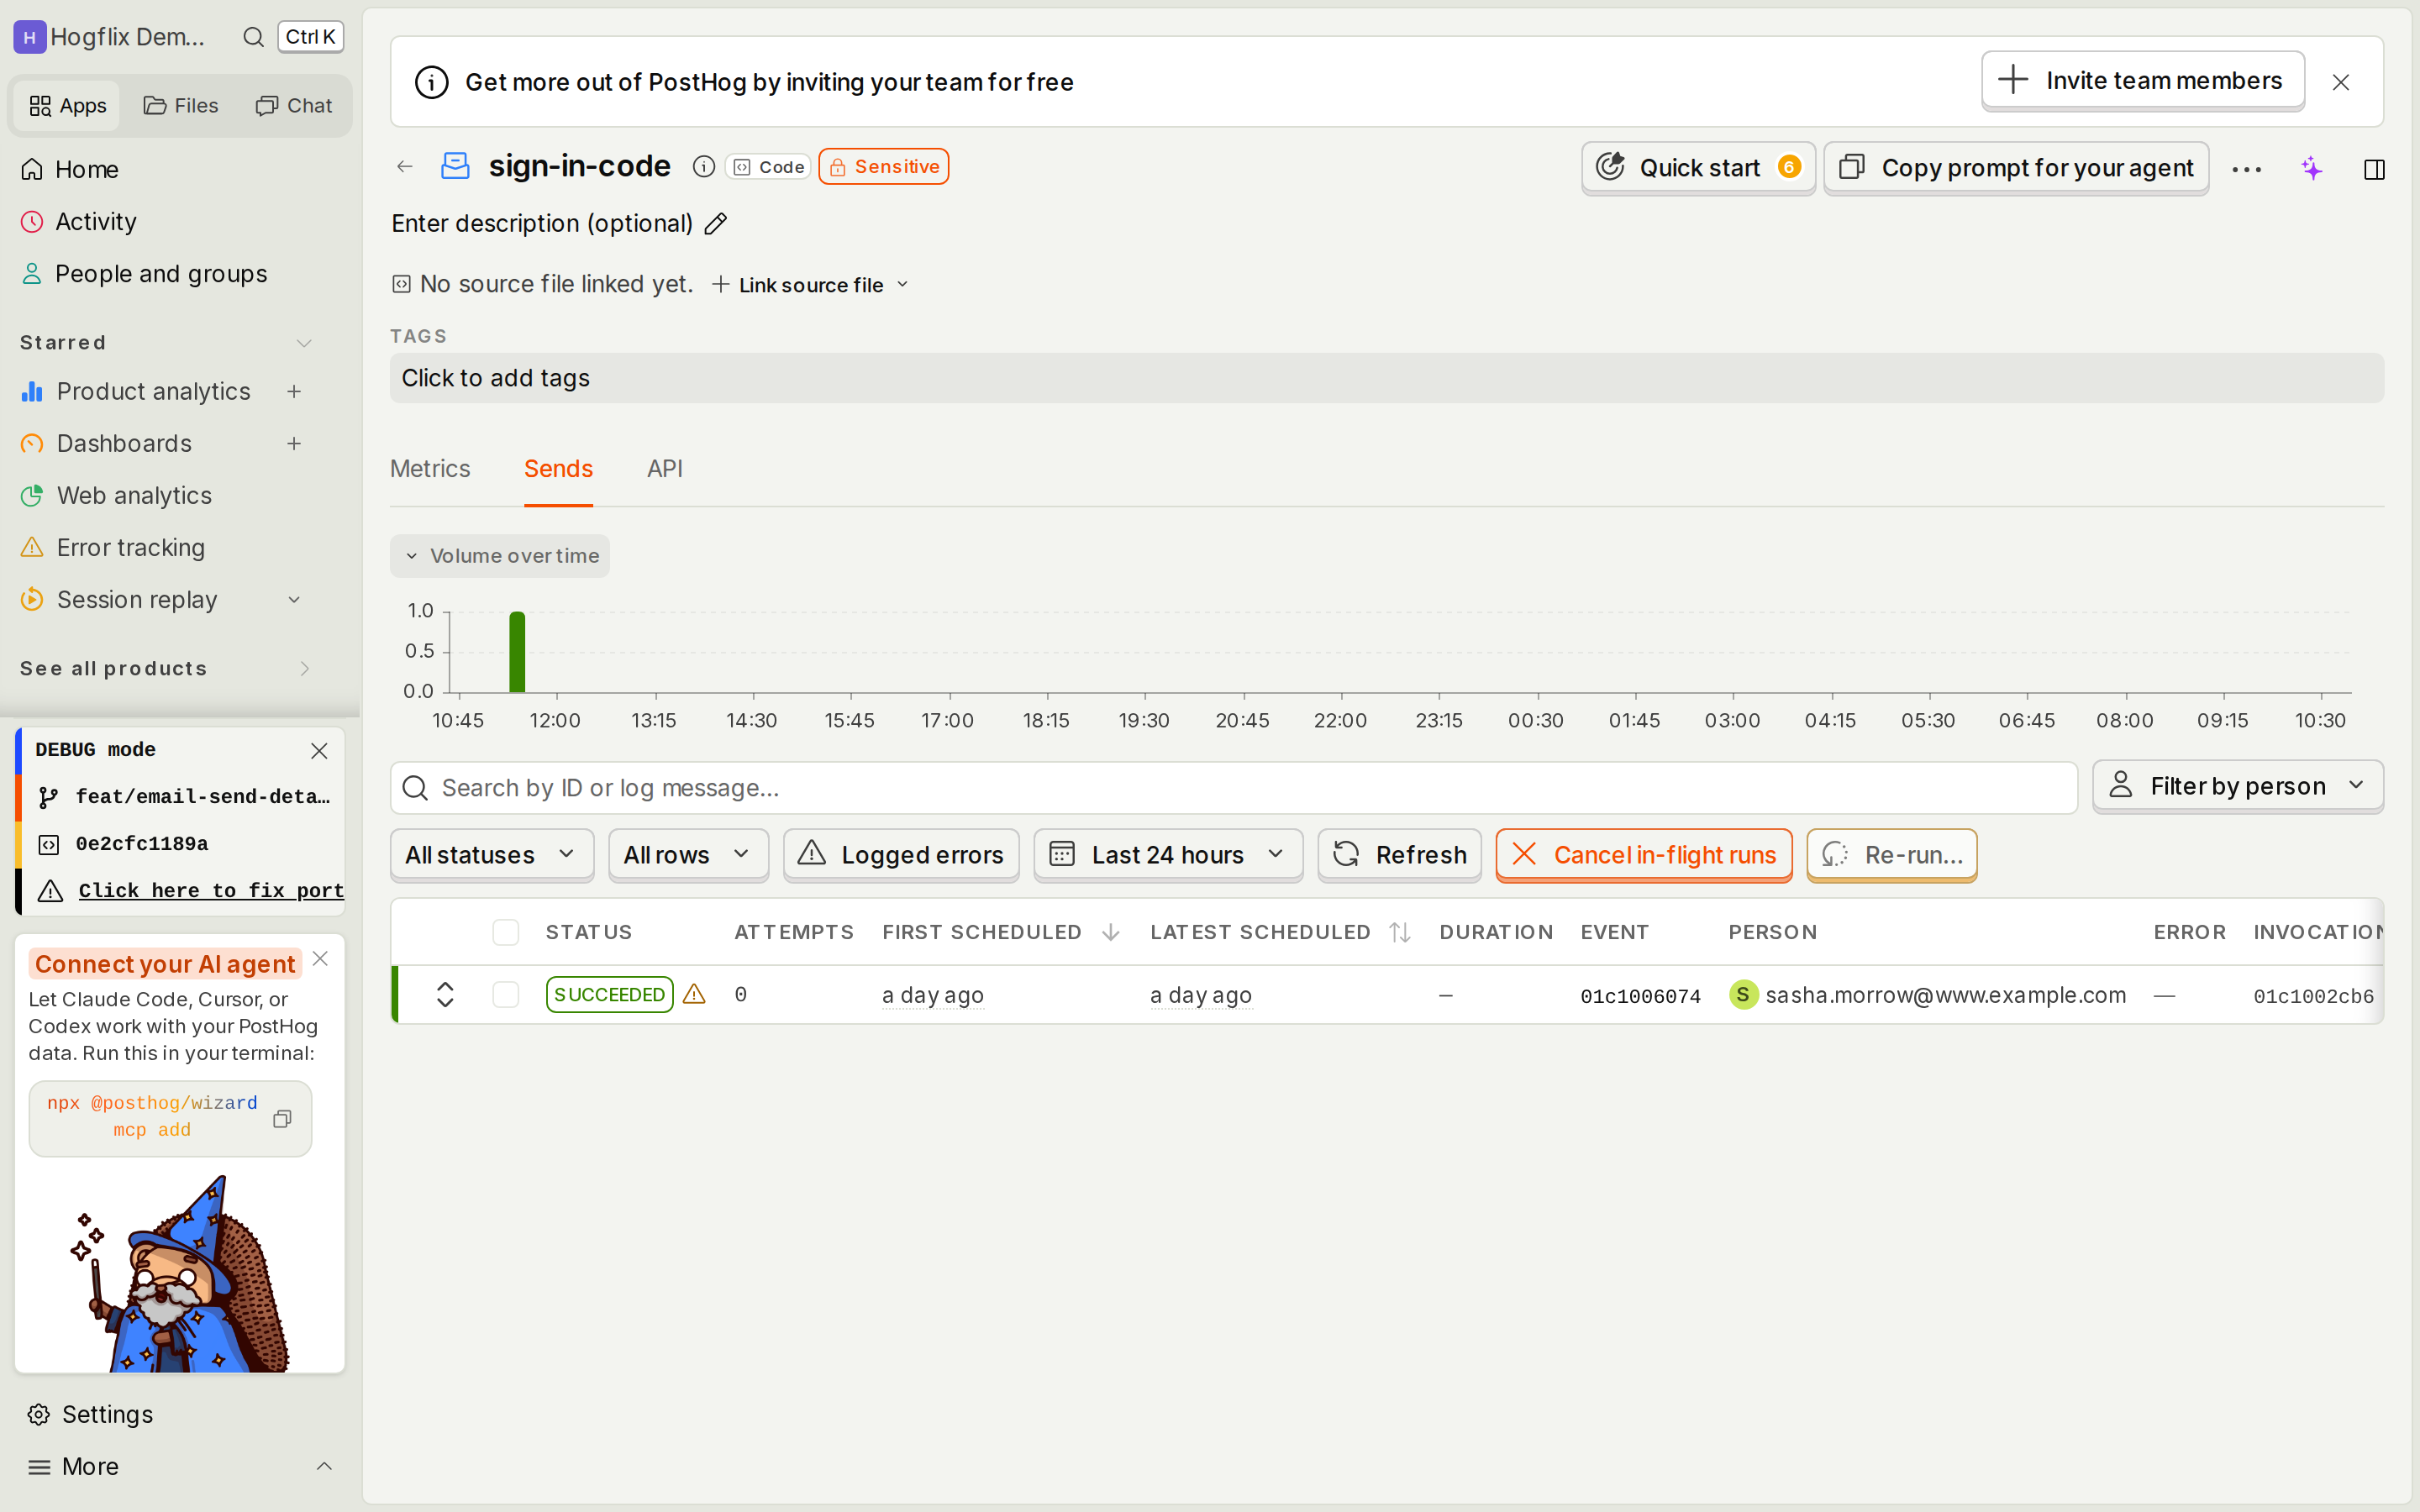 H Hogflix Dem... Ctrl K
Apps Files Chat
Home
Activity
People and groups
Starred
Product analytics
Dashboards
Web analytics
Error tracking
Session replay
See all products
DEBUG mode
feat/email-send-deta…
0e2cfc1189a
Click here to fix port
Connect your AI agent
Let Claude Code, Cursor, or
Codex work with your PostHog
data. Run this in your terminal:
npx @posthog/wizard
mcp add
Settings
More
Get more out of PostHog by inviting your team for free
Invite team members
sign-in-code Code Sensitive
Quick start 6 Copy prompt for your agent
Enter description (optional)
No source file linked yet. Link source file
TAGS
Click to add tags
Metrics Sends API
Volume over time
1.0
0.5
0.0
10:45 12:00 13:15 14:30 15:45 17:00 18:15 19:30 20:45 22:00 23:15 00:30 01:45 03:00 04:15 05:30 06:45 08:00 09:15 10:30
Search by ID or log message...
Filter by person
All statuses All rows Logged errors Last 24 hours Refresh Cancel in-flight runs Re-run...
STATUS ATTEMPTS FIRST SCHEDULED LATEST SCHEDULED DURATION EVENT PERSON ERROR INVOCATION
SUCCEEDED 0 a day ago a day ago – 01c1006074 S sasha.morrow@www.example.com — 01c1002cb6